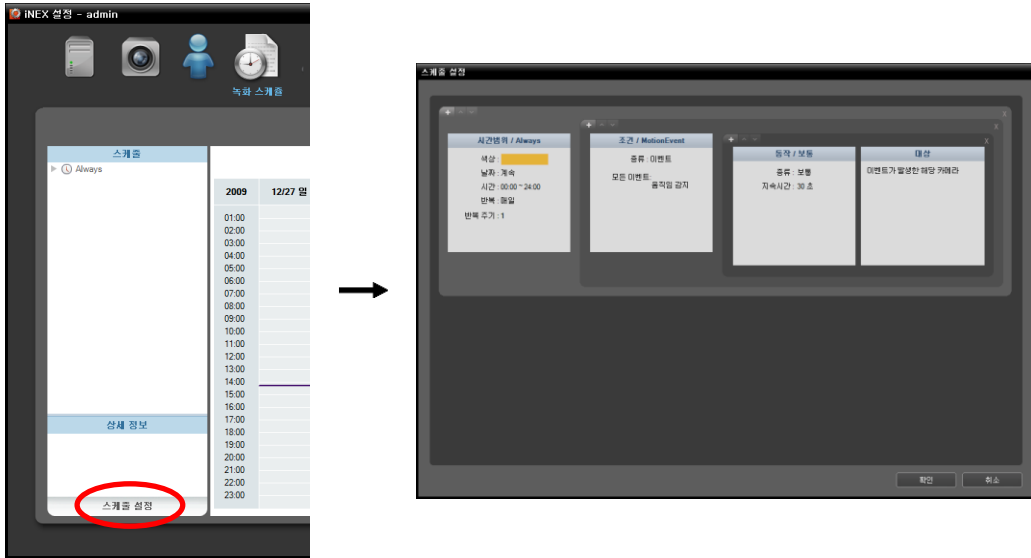 iNEX 설정 - admin
녹화 스케줄
스케줄
Always
2009 12/27 일
01:00
02:00
03:00
04:00
05:00
06:00
07:00
08:00
09:00
10:00
11:00
12:00
13:00
14:00
15:00
16:00
17:00
18:00
19:00
20:00
21:00
22:00
23:00
상세 정보
스케줄 설정
스케줄 설정
시간범위 / Always
색상 :
날짜 : 계속
시간 : 00:00 ~ 24:00
반복 : 매일
반복 주기 : 1
조건 / MotionEvent
종류 : 이벤트
모든 이벤트:
움직임 감지
동작 / 보통
종류 : 보통
지속시간 : 30 초
대상
이벤트가 발생한 해당 카메라
확인
취소